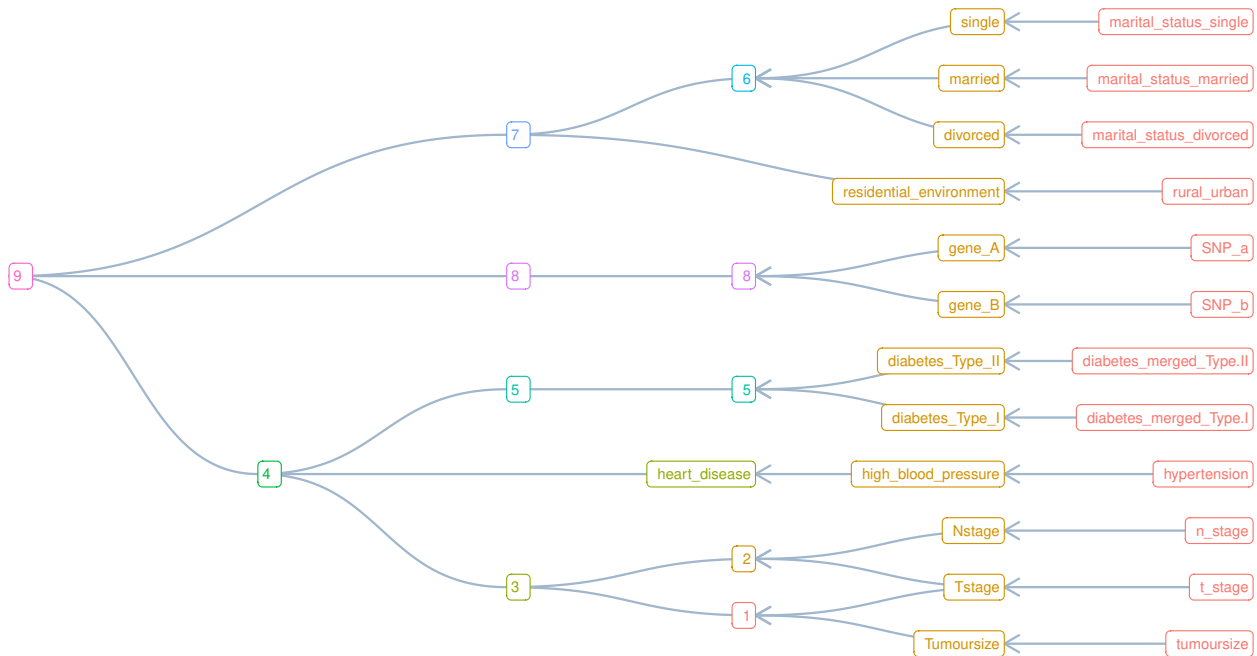 single
marital_status_single
6
married
marital_status_married
7
divorced
marital_status_divorced
residential_environment
rural_urban
gene_A
SNP_a
9
8
8
gene_B
SNP_b
diabetes_Type_II
diabetes_merged_Type.II
5
5
diabetes_Type_I
diabetes_merged_Type.I
4
heart_disease
high_blood_pressure
hypertension
Nstage
n_stage
2
3
Tstage
t_stage
1
Tumoursize
tumoursize